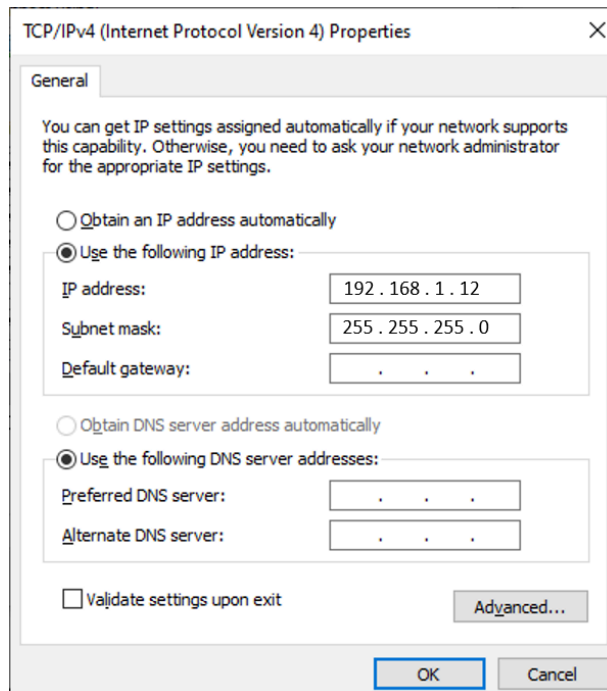 TCP/IPv4 (Internet Protocol Version 4) Properties
General
You can get IP settings assigned automatically if your network supports
this capability. Otherwise, you need to ask your network administrator
for the appropriate IP settings.
Obtain an IP address automatically
Use the following IP address:
IP address: 192 . 168 . 1 . 12
Subnet mask: 255 . 255 . 255 . 0
Default gateway: . . .
Obtain DNS server address automatically
Use the following DNS server addresses:
Preferred DNS server: . . .
Alternate DNS server: . . .
Validate settings upon exit
Advanced...
OK Cancel